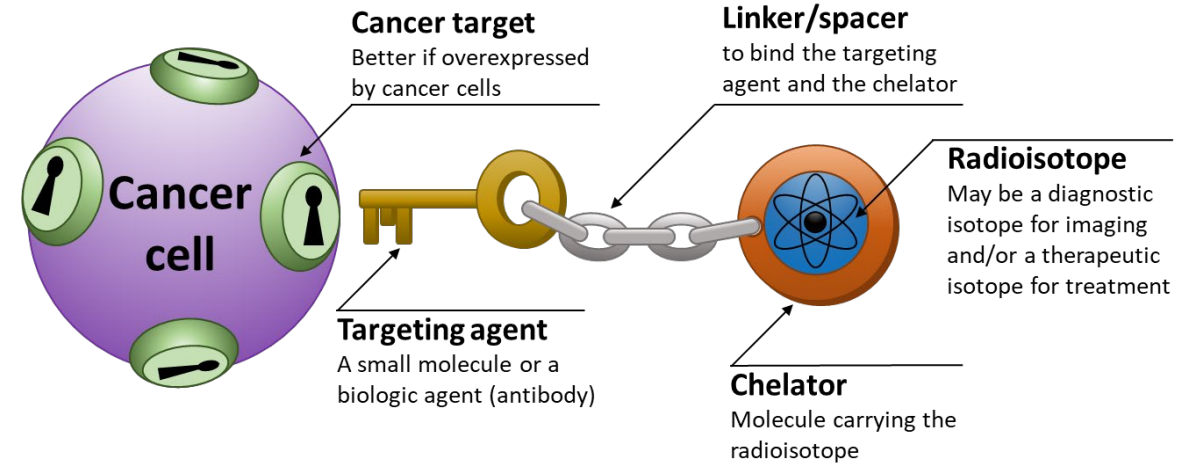 Cancer target
Better if overexpressed
by cancer cells
Linker/spacer
to bind the targeting
agent and the chelator
Radioisotope
May be a diagnostic
isotope for imaging
and/or a therapeutic
isotope for treatment
Cancer
cell
Targeting agent
A small molecule or a
biologic agent (antibody)
Chelator
Molecule carrying the
radioisotope